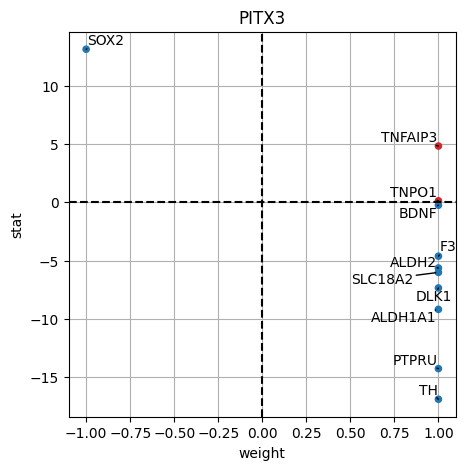 PITX3
SOX2
TNFAIP3
TNPO1
BDNF
F3
ALDH2
SLC18A2
DLK1
ALDH1A1
PTPRU
TH
stat
10
5
0
−5
−10
−15
−1.00 −0.75 −0.50 −0.25 0.00 0.25 0.50 0.75 1.00
weight